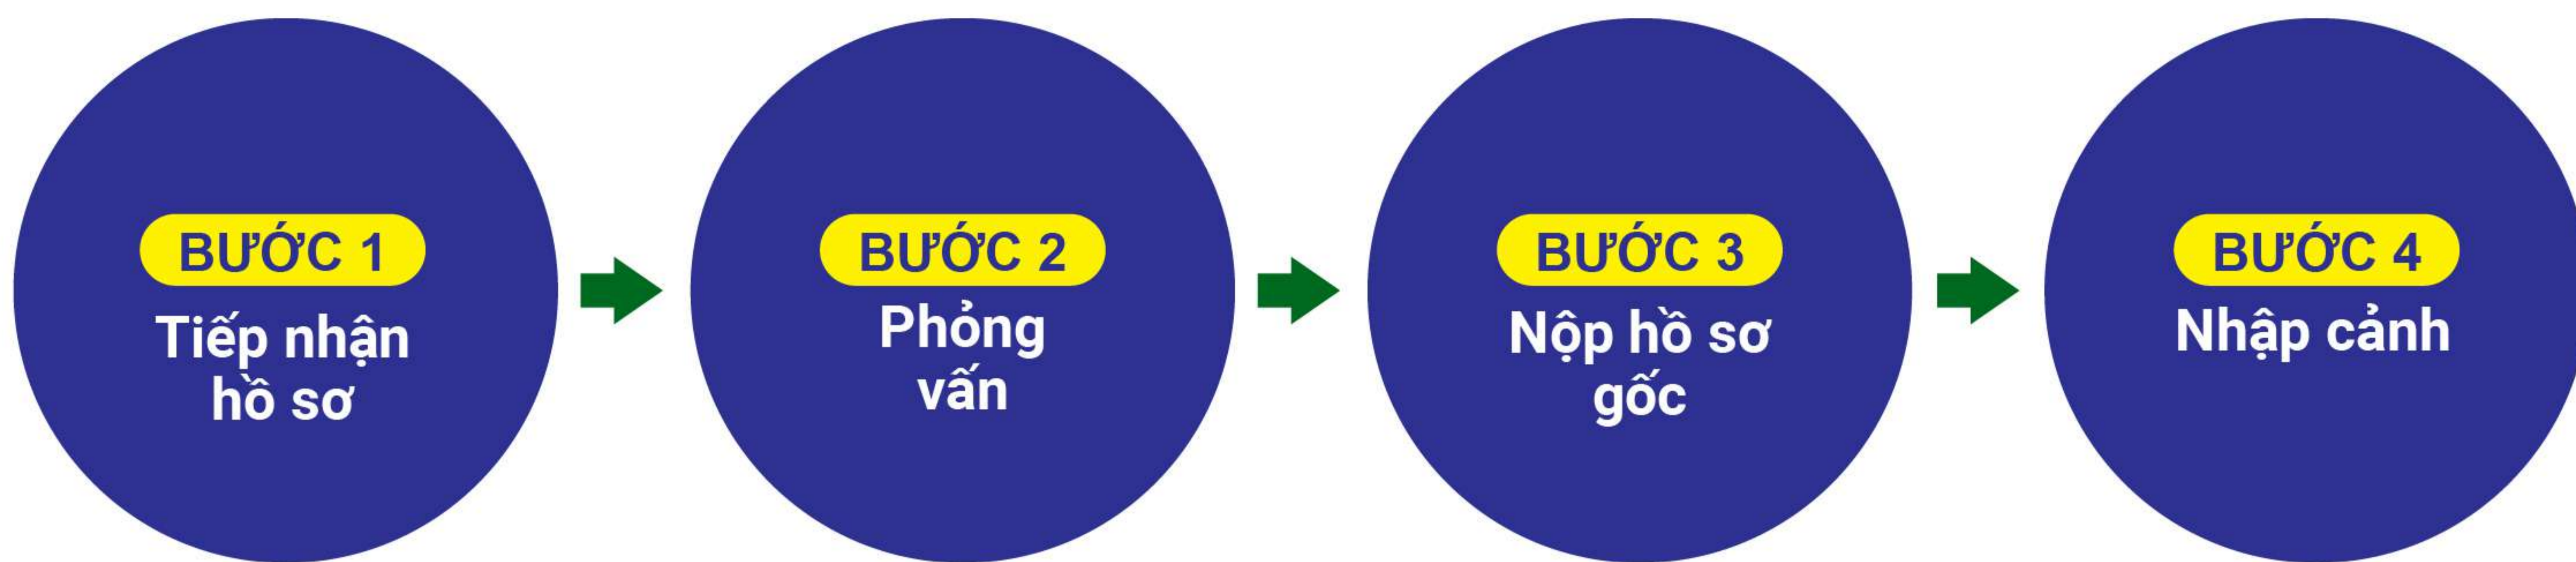 BƯỚC 1
Tiếp nhận
hồ sơ
BƯỚC 2
Phỏng
vấn
BƯỚC 3
Nộp hồ sơ
gốc
BƯỚC 4
Nhập cảnh